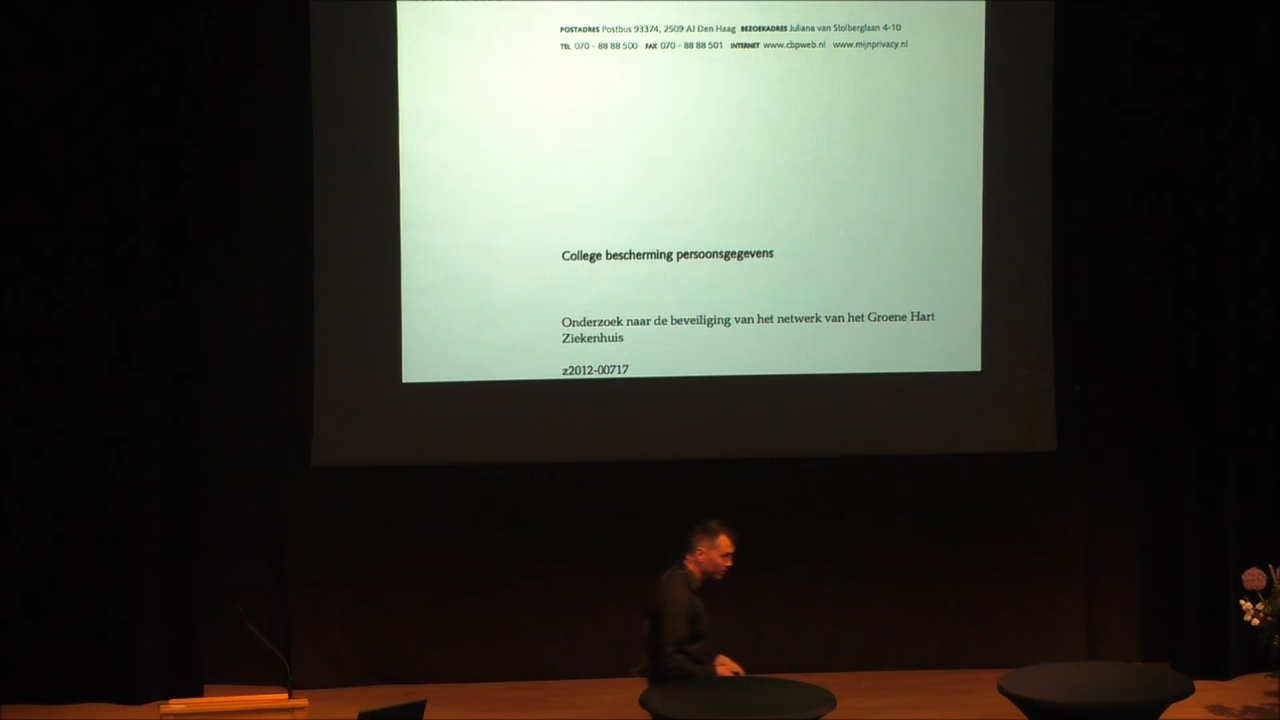 POSTADRES Postbus 93374, 2509 AJ Den Haag BEZOEKADRES Juliana van Stolberglaan 4-10
TEL 070 - 88 88 500 FAX 070 - 88 88 501 INTERNET www.cbpweb.nl www.mijnprivacy.nl
College bescherming persoonsgegevens
Onderzoek naar de beveiliging van het netwerk van het Groene Hart
Ziekenhuis
z2012-00717